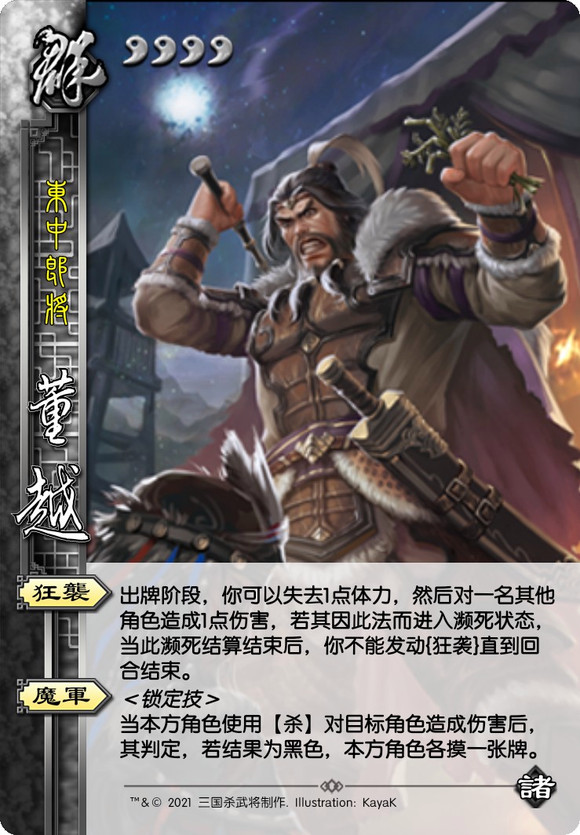 群
東中郎将
董越
狂襲
出牌阶段，你可以失去1点体力，然后对一名其他
角色造成1点伤害，若其因此法而进入濒死状态，
当此濒死结算结束后，你不能发动{狂袭}直到回
合结束。
魔軍
＜锁定技＞
当本方角色使用【杀】对目标角色造成伤害后，
其判定，若结果为黑色，本方角色各摸一张牌。
諸
™&© 2021 三国杀武将制作. Illustration: KayaK